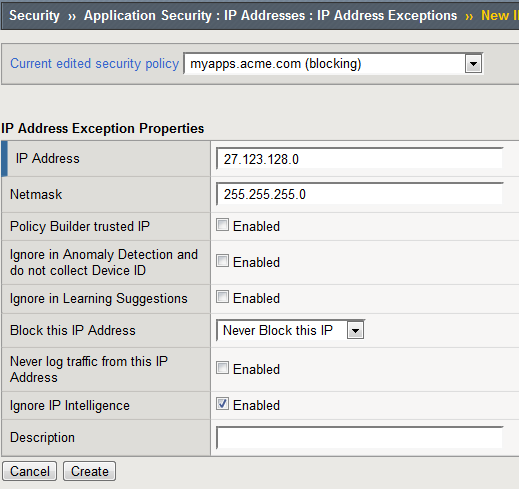 Security ›› Application Security : IP Addresses : IP Address Exceptions ›› New I
Current edited security policy myapps.acme.com (blocking)
IP Address Exception Properties
IP Address 27.123.128.0
Netmask 255.255.255.0
Policy Builder trusted IP Enabled
Ignore in Anomaly Detection and
do not collect Device ID Enabled
Ignore in Learning Suggestions Enabled
Block this IP Address Never Block this IP
Never log traffic from this IP
Address Enabled
Ignore IP Intelligence Enabled
Description
Cancel Create